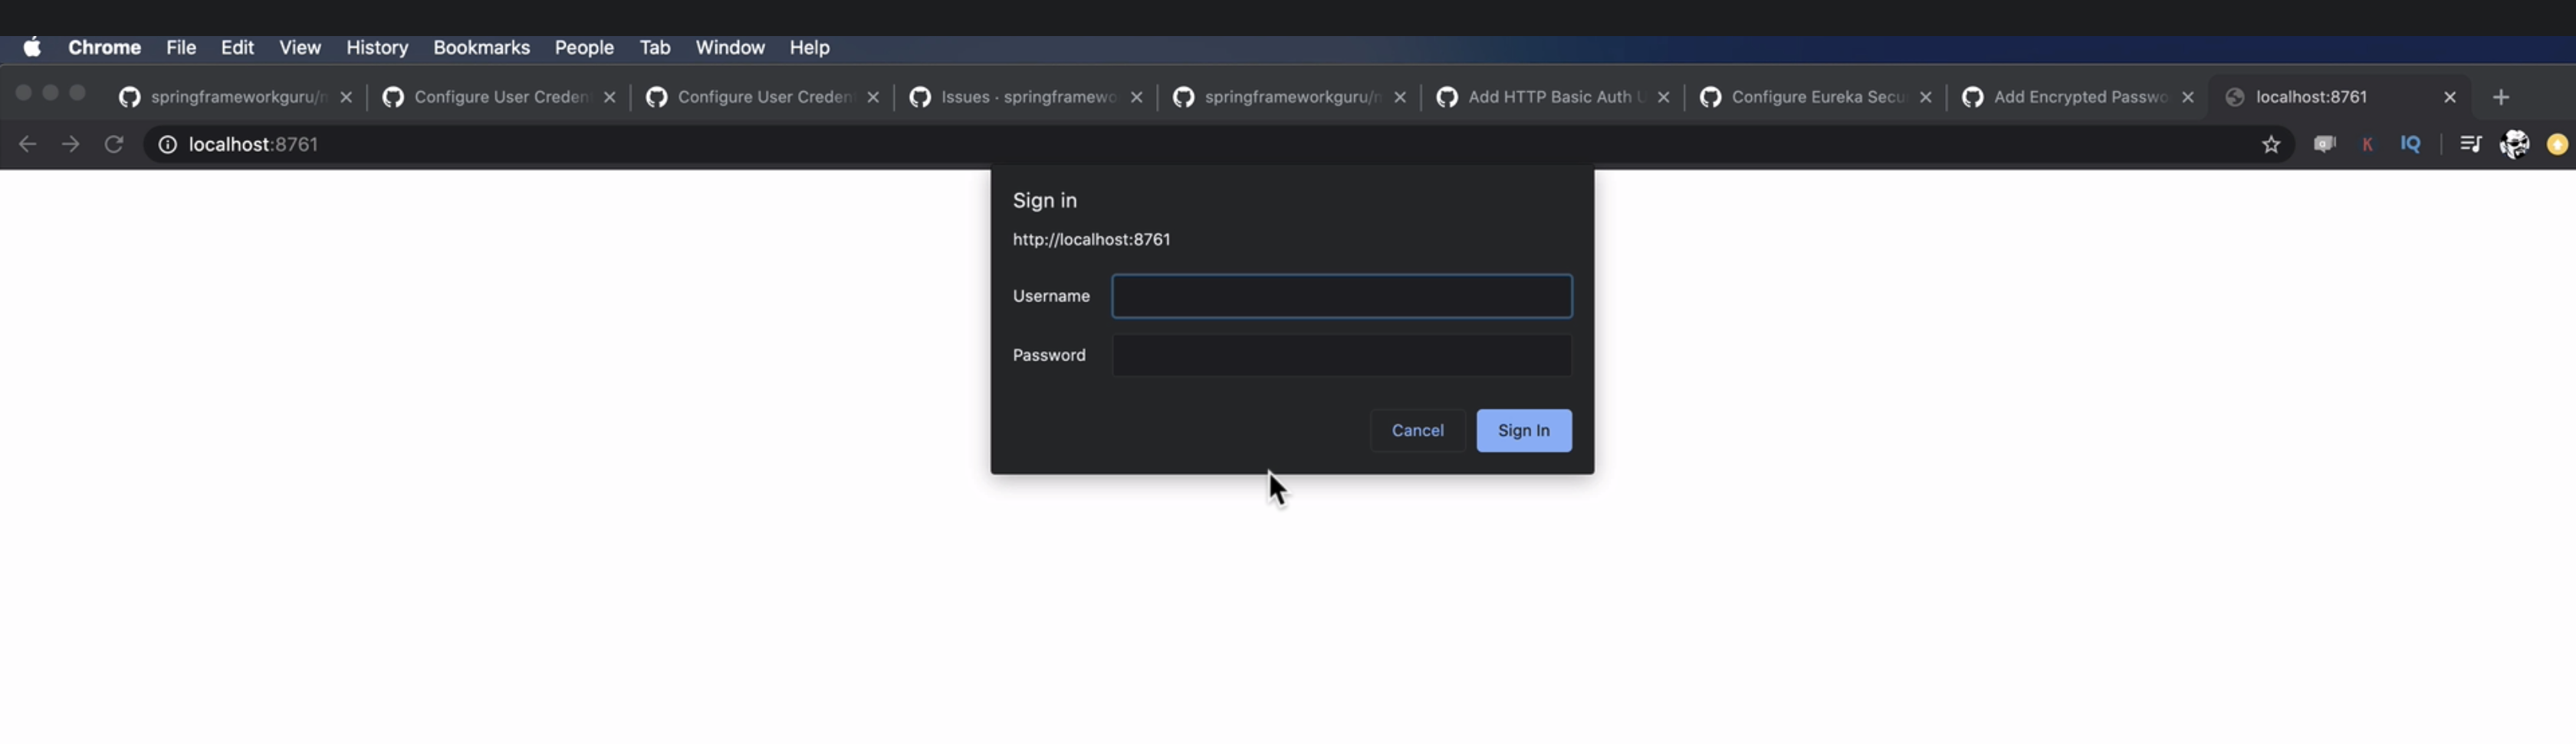 Chrome File Edit View History Bookmarks People Tab Window Help
springframeworkguru/ Configure User Creden Configure User Creden Issues · springframewo springframeworkguru/ Add HTTP Basic Auth Configure Eureka Secu Add Encrypted Passwo localhost:8761
localhost:8761 K IQ
Sign in
http://localhost:8761
Username
Password
Cancel Sign In